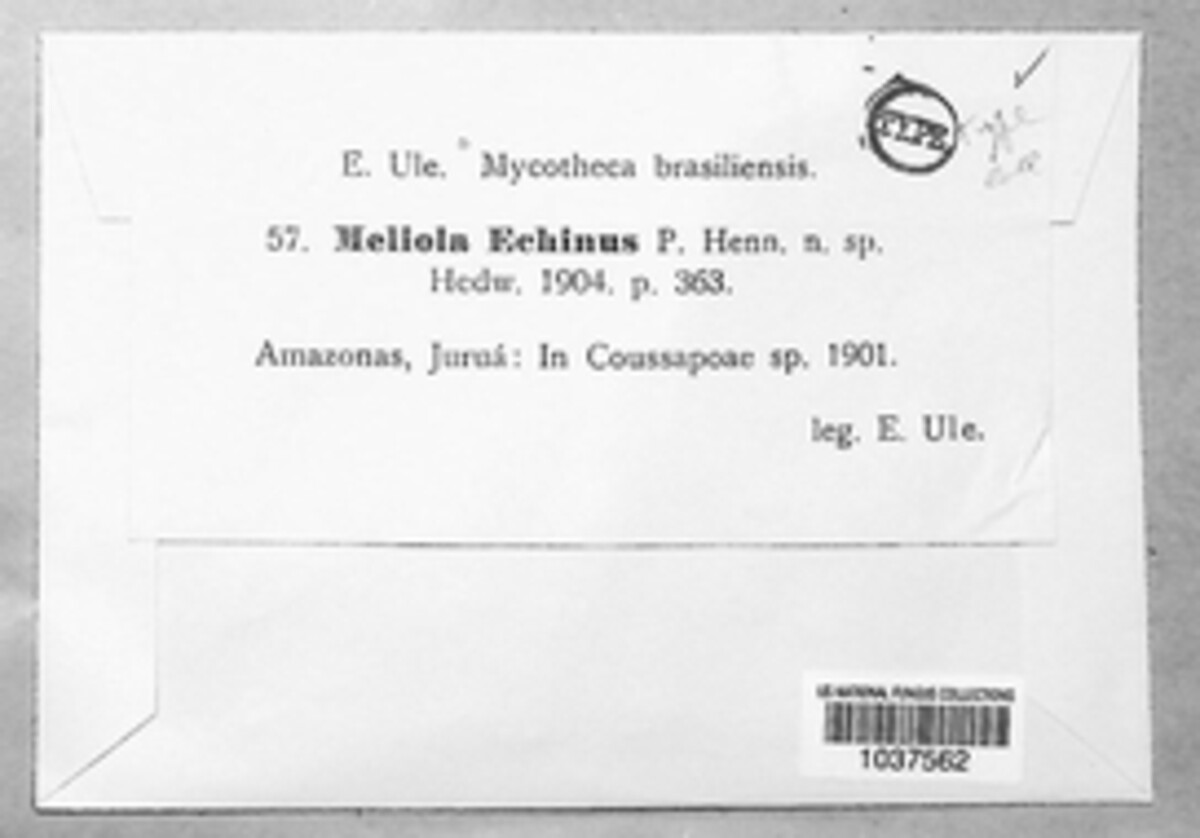 TYPE
Type
E. Ule. Mycotheca brasiliensis.
57. Meliola Echinus P. Henn. n. sp.
Hedw. 1904. p. 363.
Amazonas, Juruá: In Coussapoae sp. 1901.
leg. E. Ule.
US NATIONAL FUNGUS COLLECTIONS
1037562